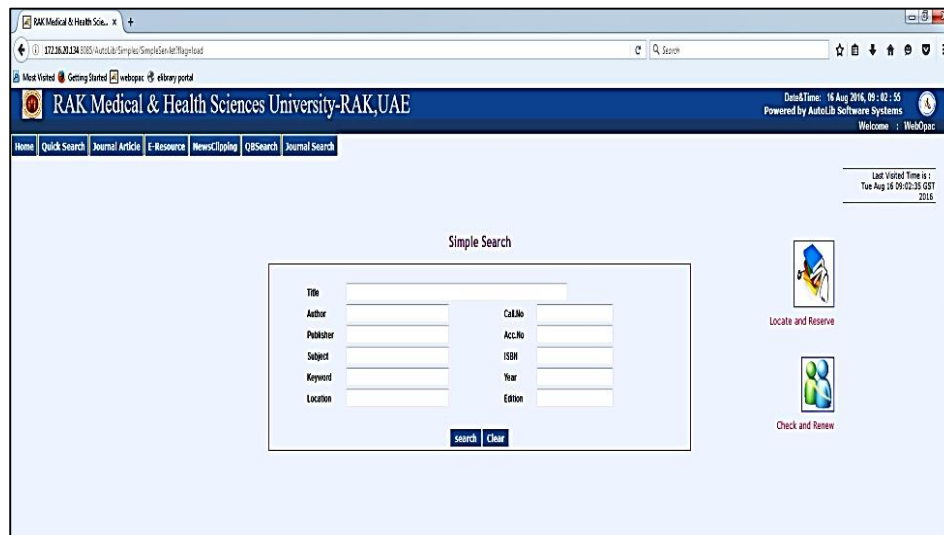 RAK Medical & Health Scie... x +
172.16.20.134:8085/AutoLib/Simples/SimpleServlet?flag=load
Search
Most Visited Getting Started webopac elibrary portal
RAK Medical & Health Sciences University-RAK,UAE
Date&Time: 16 Aug 2016, 09 : 02 : 55
Powered by AutoLib Software Systems
Welcome : WebOpac
Home Quick Search Journal Article E-Resource NewsClipping QBSearch Journal Search
Last Visited Time is :
Tue Aug 16 09:02:35 GST
2016
Simple Search
Title
Author Call.No
Publisher Acc.No
Subject ISBN
Keyword Year
Location Edition
search Clear
Locate and Reserve
Check and Renew